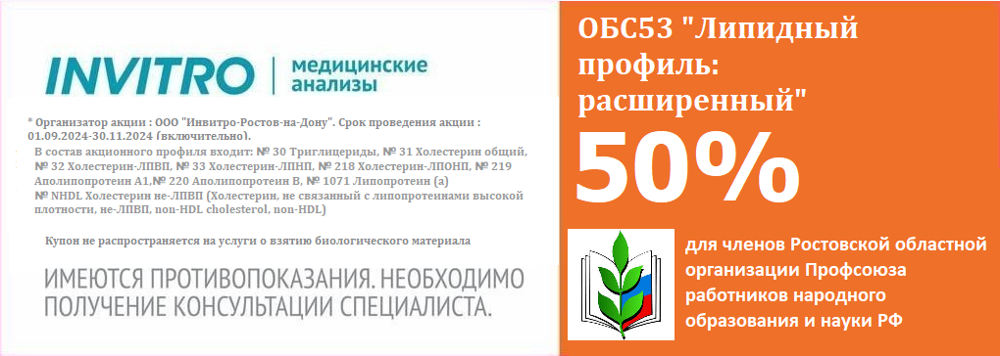 INVITRO
медицинские
анализы
* Организатор акции : ООО "Инвитро-Ростов-на-Дону". Срок проведения акции :
01.09.2024-30.11.2024 (включительно).
В состав акционного профиля входит: № 30 Триглицериды, № 31 Холестерин общий,
№ 32 Холестерин-ЛПВП, № 33 Холестерин-ЛПНП, № 218 Холестерин-ЛПОНП, № 219
Аполипопротеин А1,№ 220 Аполипопротеин В, № 1071 Липопротеин (а)
№ NHDL Холестерин не-ЛПВП (Холестерин, не связанный с липопротеинами высокой
плотности, не-ЛПВП, non-HDL cholesterol, non-HDL)
Купон не распространяется на услуги о взятию биологического материала
ИМЕЮТСЯ ПРОТИВОПОКАЗАНИЯ. НЕОБХОДИМО
ПОЛУЧЕНИЕ КОНСУЛЬТАЦИИ СПЕЦИАЛИСТА.
ОБС53 "Липидный
профиль:
расширенный"
50%
для членов Ростовской областной
организации Профсоюза
работников народного
образования и науки РФ